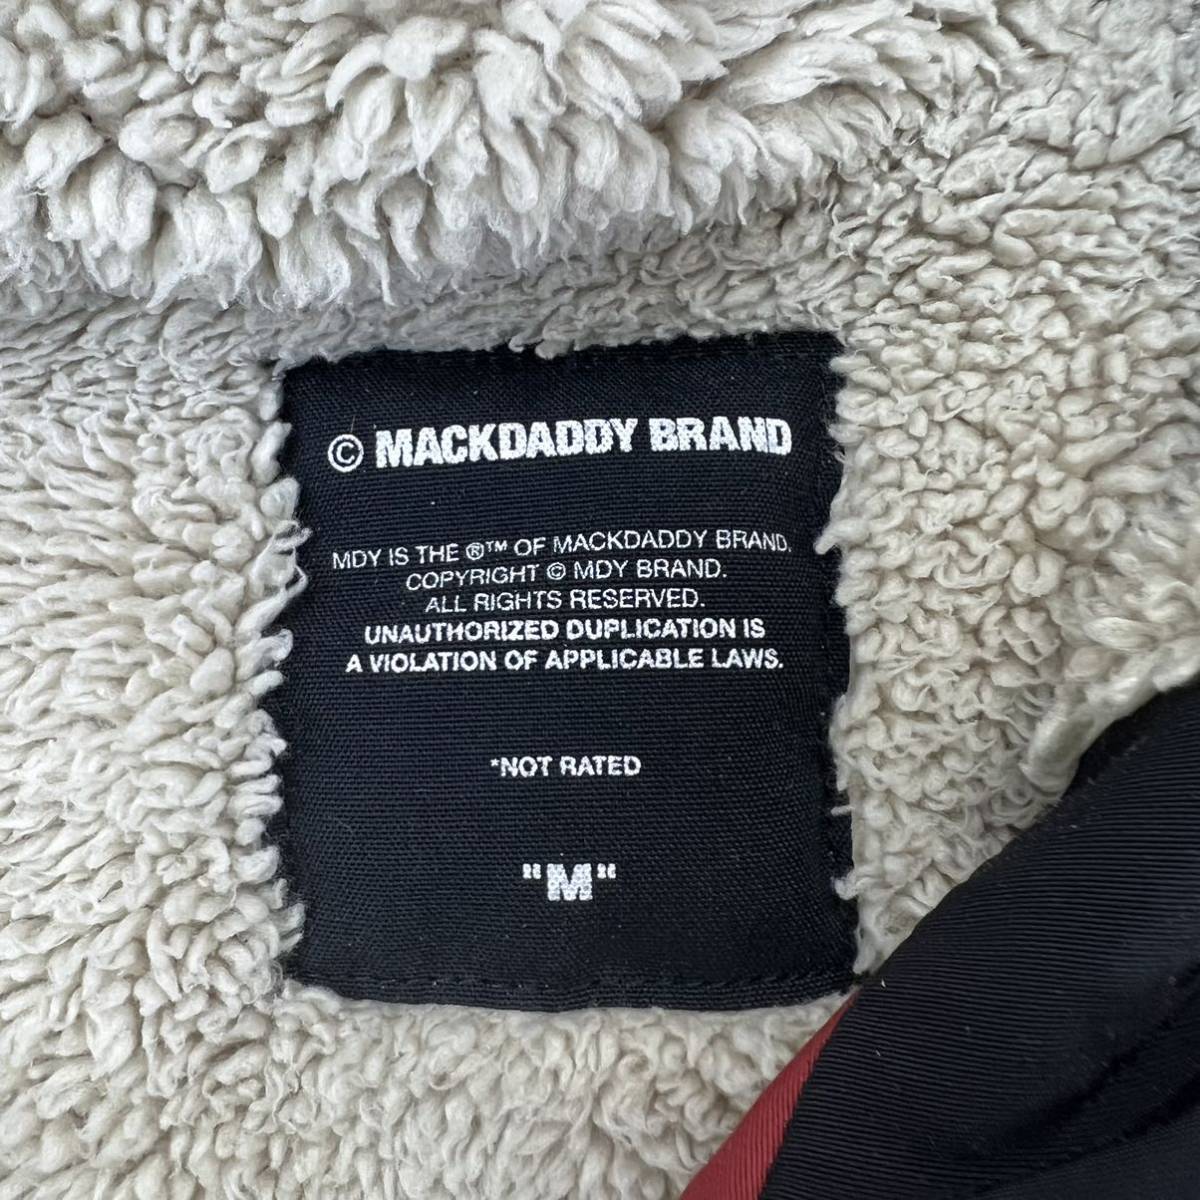 © MACKDADDY BRAND
MDY IS THE ®™ OF MACKDADDY BRAND.
COPYRIGHT © MDY BRAND.
ALL RIGHTS RESERVED.
UNAUTHORIZED DUPLICATION IS
A VIOLATION OF APPLICABLE LAWS.
*NOT RATED
"M"